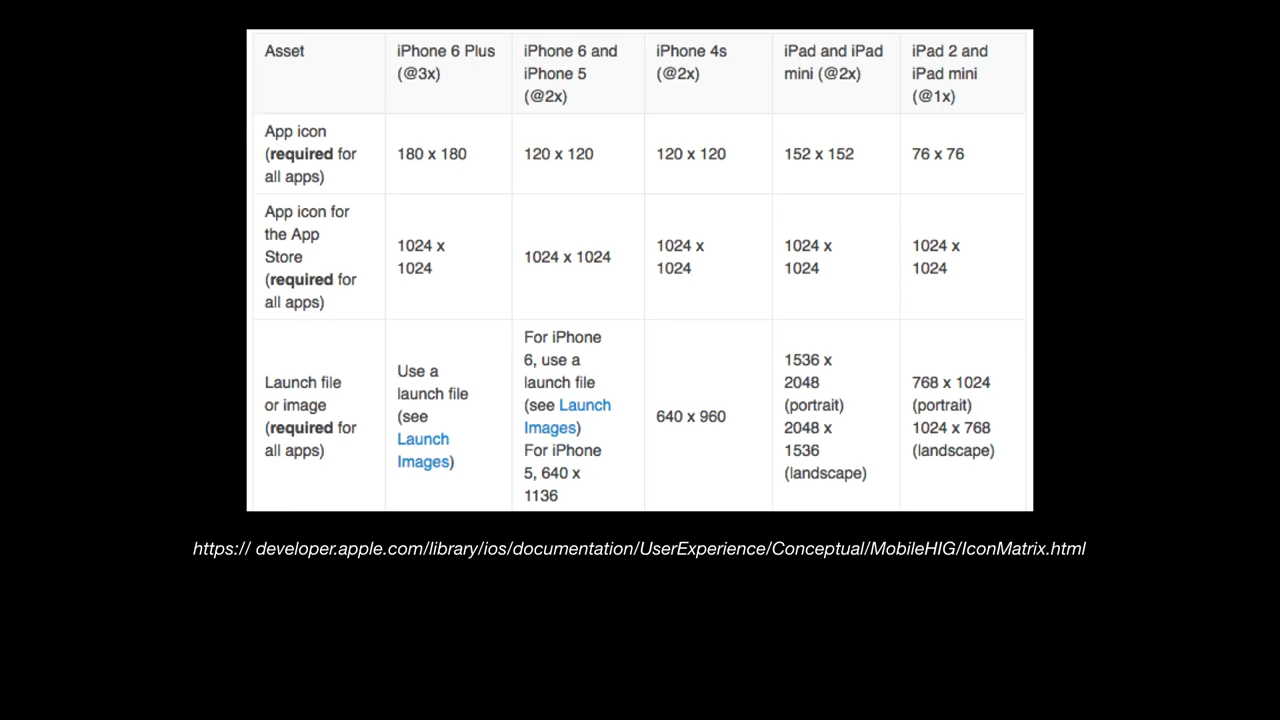 Asset
iPhone 6 Plus
(@3x)
iPhone 6 and
iPhone 5
(@2x)
iPhone 4s
(@2x)
iPad and iPad
mini (@2x)
iPad 2 and
iPad mini
(@1x)
App icon
(required for
all apps)
180 x 180
120 x 120
120 x 120
152 x 152
76 x 76
App icon for
the App
Store
(required for
all apps)
1024 x
1024
1024 x 1024
1024 x
1024
1024 x
1024
1024 x
1024
Launch file
or image
(required for
all apps)
Use a
launch file
(see
Launch
Images)
For iPhone
6, use a
launch file
(see Launch
Images)
For iPhone
5, 640 x
1136
640 x 960
1536 x
2048
(portrait)
2048 x
1536
(landscape)
768 x 1024
(portrait)
1024 x 768
(landscape)
https:// developer.apple.com/library/ios/documentation/UserExperience/Conceptual/MobileHIG/IconMatrix.html